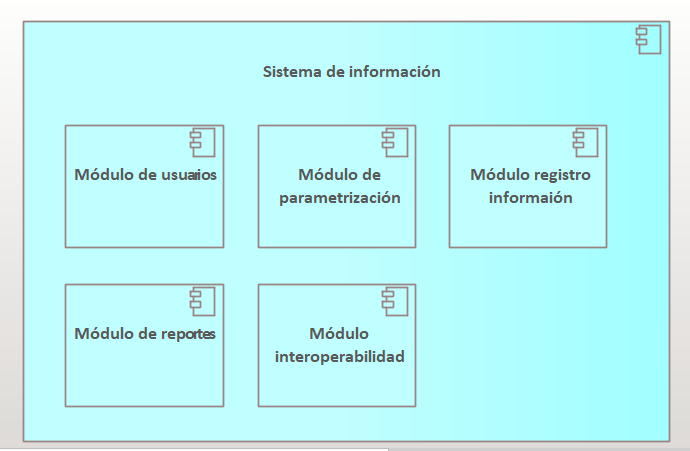 Sistema de información
Módulo de usuarios
Módulo de
parametrización
Módulo registro
informaión
Módulo de reportes
Módulo
interoperabilidad